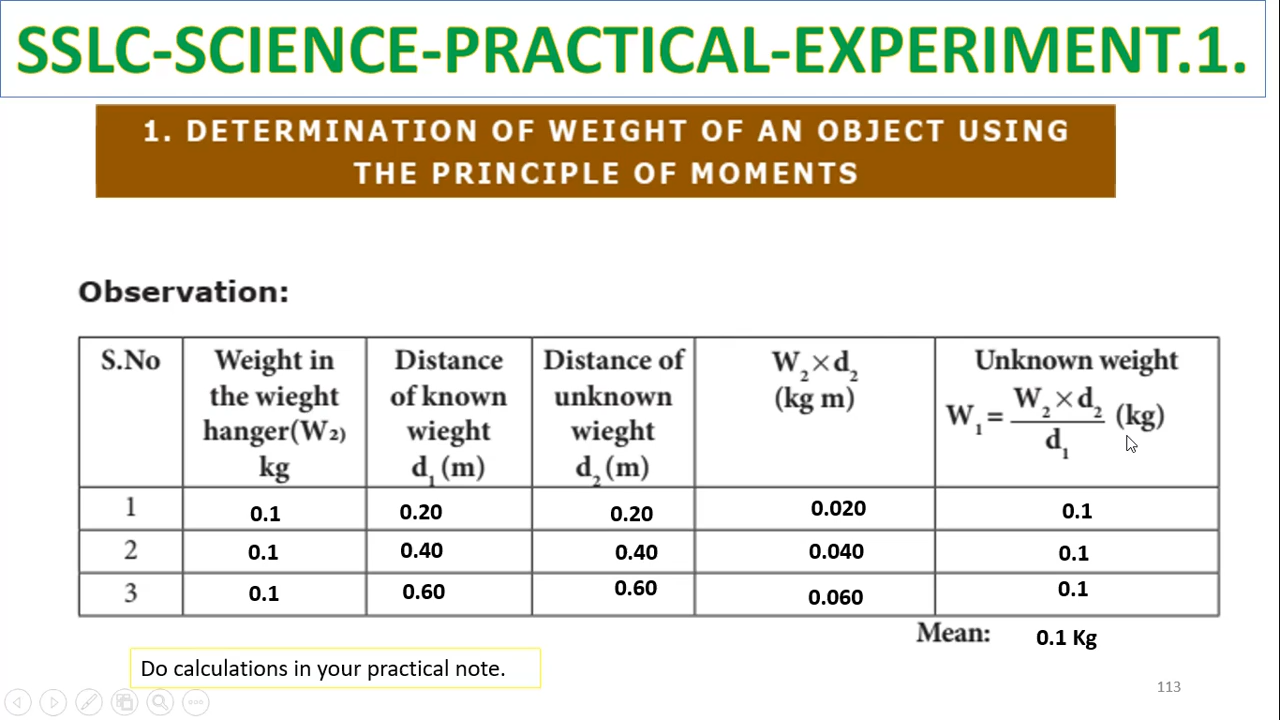 SSLC-SCIENCE-PRACTICAL-EXPERIMENT.1.
1. DETERMINATION OF WEIGHT OF AN OBJECT USING
THE PRINCIPLE OF MOMENTS
Observation:
S.No
Weight in
the wieght
hanger(W₂)
kg
Distance
of known
wieght
d₁ (m)
Distance of
unknown
wieght
d₂ (m)
W₂×d₂
(kg m)
Unknown weight
W₁ = W₂×d₂ / d₁ (kg)
1 0.1 0.20 0.20 0.020 0.1
2 0.1 0.40 0.40 0.040 0.1
3 0.1 0.60 0.60 0.060 0.1
Mean: 0.1 Kg
Do calculations in your practical note.
113